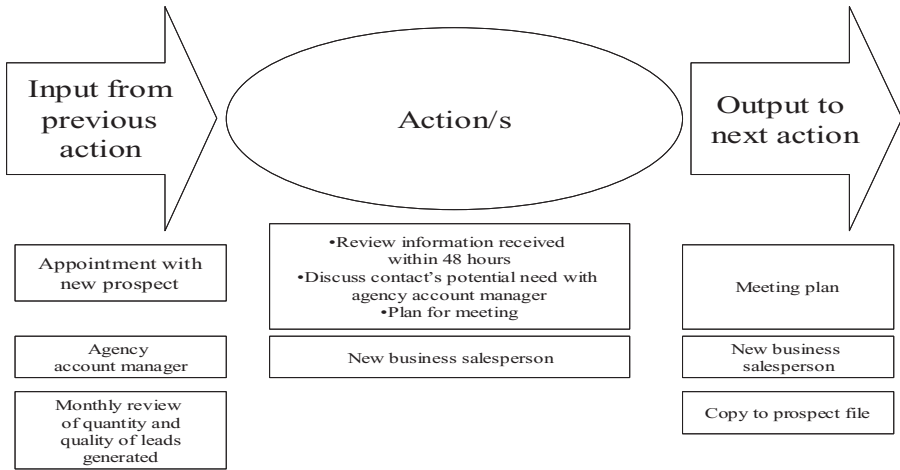 Input from
previous
action
Action/s
Output to
next action
Appointment with
new prospect
•Review information received
within 48 hours
•Discuss contact's potential need with
agency account manager
•Plan for meeting
Meeting plan
Agency
account manager
New business salesperson
New business
salesperson
Monthly review
of quantity and
quality of leads
generated
Copy to prospect file